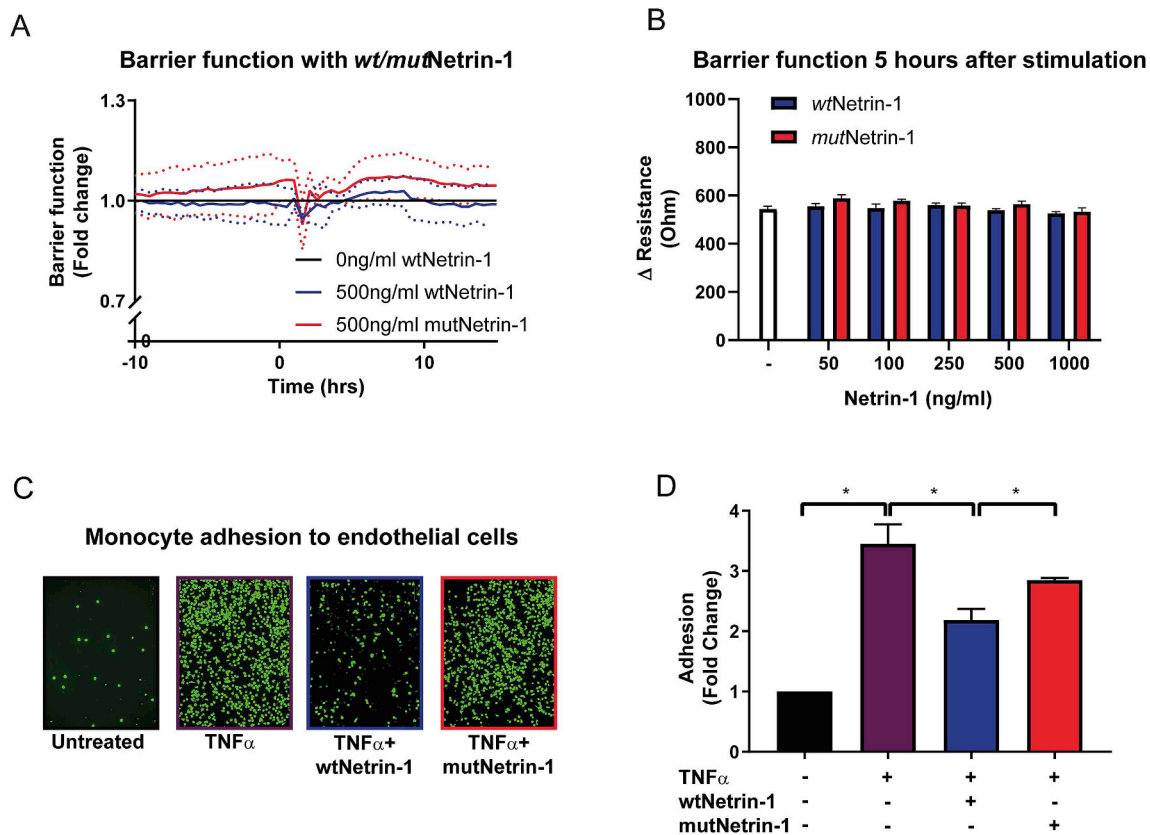 A
Barrier function with wt/mutNetrin-1
1.3
1.0
0.7
0
Barrier function
(Fold change)
0ng/ml wtNetrin-1
500ng/ml wtNetrin-1
500ng/ml mutNetrin-1
-10
0
10
Time (hrs)
B
Barrier function 5 hours after stimulation
1000
800
600
400
200
0
Δ Resistance
(Ohm)
wtNetrin-1
mutNetrin-1
-
50
100
250
500
1000
Netrin-1 (ng/ml)
C
Monocyte adhesion to endothelial cells
Untreated
TNFα
TNFα+
wtNetrin-1
TNFα+
mutNetrin-1
D
* * *
4
3
2
1
0
Adhesion
(Fold Change)
TNFα - + + +
wtNetrin-1 - - + -
mutNetrin-1 - - - +